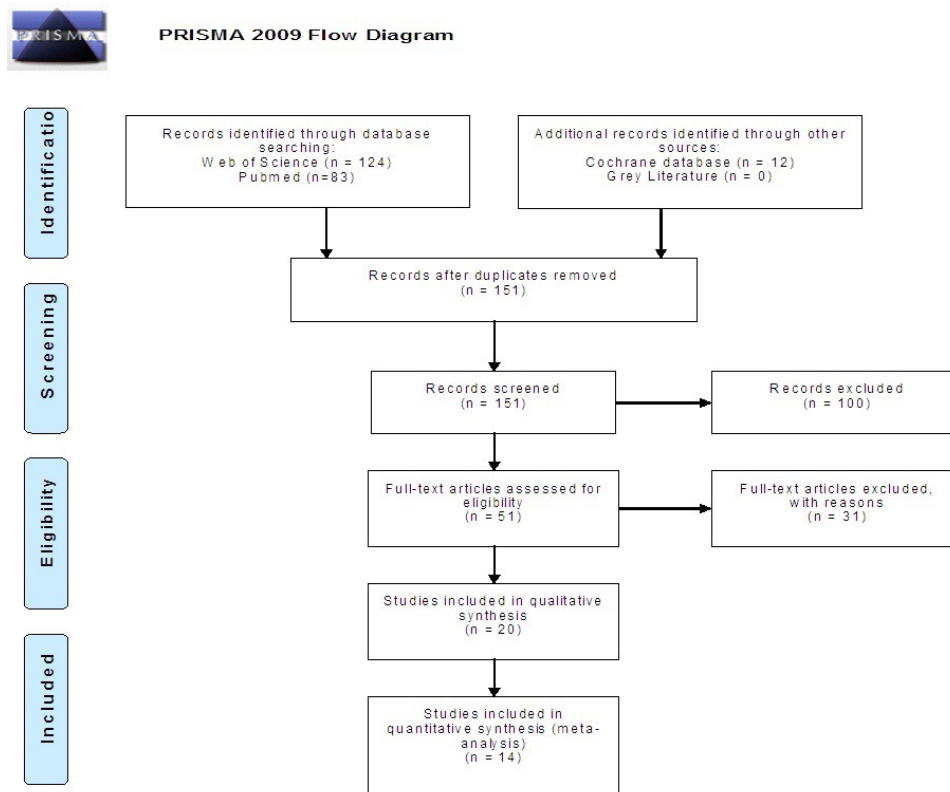 PRISMA
PRISMA 2009 Flow Diagram
Identificatio
Records identified through database
searching:
Web of Science (n = 124)
Pubmed (n=83)
Additional records identified through other
sources:
Cochrane database (n = 12)
Grey Literature (n = 0)
Records after duplicates removed
(n = 151)
Screening
Records screened
(n = 151)
Records excluded
(n = 100)
Eligibility
Full-text articles assessed for
eligibility
(n = 51)
Full-text articles excluded,
with reasons
(n = 31)
Studies included in qualitative
synthesis
(n = 20)
Included
Studies included in
quantitative synthesis (meta-
analysis)
(n = 14)